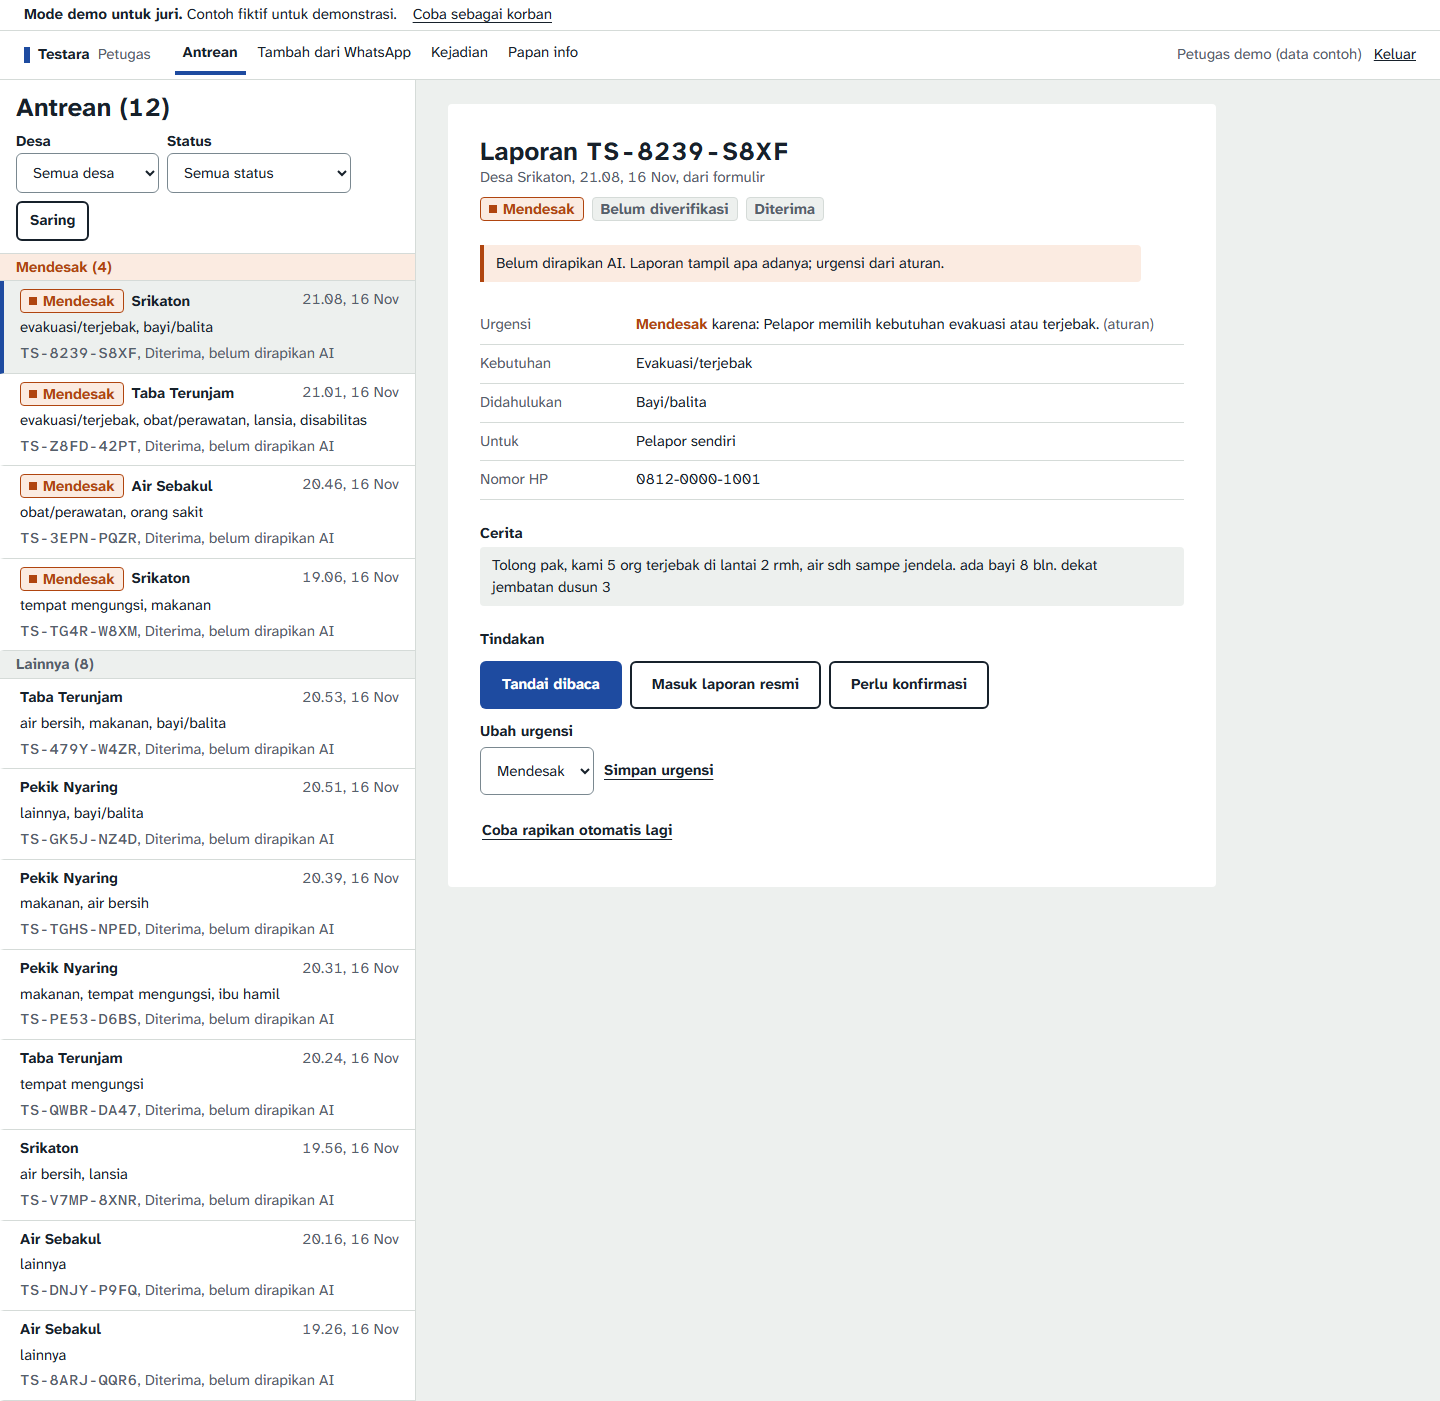 Mode demo untuk juri. Contoh fiktif untuk demonstrasi. Coba sebagai korban
Testara Petugas Antrean Tambah dari WhatsApp Kejadian Papan info Petugas demo (data contoh) Keluar
Antrean (12)
Desa Status
Semua desa Semua status
Saring
Mendesak (4)
Mendesak Srikaton 21.08, 16 Nov
evakuasi/terjebak, bayi/balita
TS-8239-S8XF, Diterima, belum dirapikan AI
Mendesak Taba Terunjam 21.01, 16 Nov
evakuasi/terjebak, obat/perawatan, lansia, disabilitas
TS-Z8FD-42PT, Diterima, belum dirapikan AI
Mendesak Air Sebakul 20.46, 16 Nov
obat/perawatan, orang sakit
TS-3EPN-PQZR, Diterima, belum dirapikan AI
Mendesak Srikaton 19.06, 16 Nov
tempat mengungsi, makanan
TS-TG4R-W8XM, Diterima, belum dirapikan AI
Lainnya (8)
Taba Terunjam 20.53, 16 Nov
air bersih, makanan, bayi/balita
TS-479Y-W4ZR, Diterima, belum dirapikan AI
Pekik Nyaring 20.51, 16 Nov
lainnya, bayi/balita
TS-GK5J-NZ4D, Diterima, belum dirapikan AI
Pekik Nyaring 20.39, 16 Nov
makanan, air bersih
TS-TGHS-NPED, Diterima, belum dirapikan AI
Pekik Nyaring 20.31, 16 Nov
makanan, tempat mengungsi, ibu hamil
TS-PE53-D6BS, Diterima, belum dirapikan AI
Taba Terunjam 20.24, 16 Nov
tempat mengungsi
TS-QWBR-DA47, Diterima, belum dirapikan AI
Srikaton 19.56, 16 Nov
air bersih, lansia
TS-V7MP-8XNR, Diterima, belum dirapikan AI
Air Sebakul 20.16, 16 Nov
lainnya
TS-DNJY-P9FQ, Diterima, belum dirapikan AI
Air Sebakul 19.26, 16 Nov
lainnya
TS-8ARJ-QQR6, Diterima, belum dirapikan AI
Laporan TS-8239-S8XF
Desa Srikaton, 21.08, 16 Nov, dari formulir
Mendesak Belum diverifikasi Diterima
Belum dirapikan AI. Laporan tampil apa adanya; urgensi dari aturan.
Urgensi Mendesak karena: Pelapor memilih kebutuhan evakuasi atau terjebak. (aturan)
Kebutuhan Evakuasi/terjebak
Didahulukan Bayi/balita
Untuk Pelapor sendiri
Nomor HP 0812-0000-1001
Cerita
Tolong pak, kami 5 org terjebak di lantai 2 rmh, air sdh sampe jendela. ada bayi 8 bln. dekat
jembatan dusun 3
Tindakan
Tandai dibaca Masuk laporan resmi Perlu konfirmasi
Ubah urgensi
Mendesak Simpan urgensi
Coba rapikan otomatis lagi